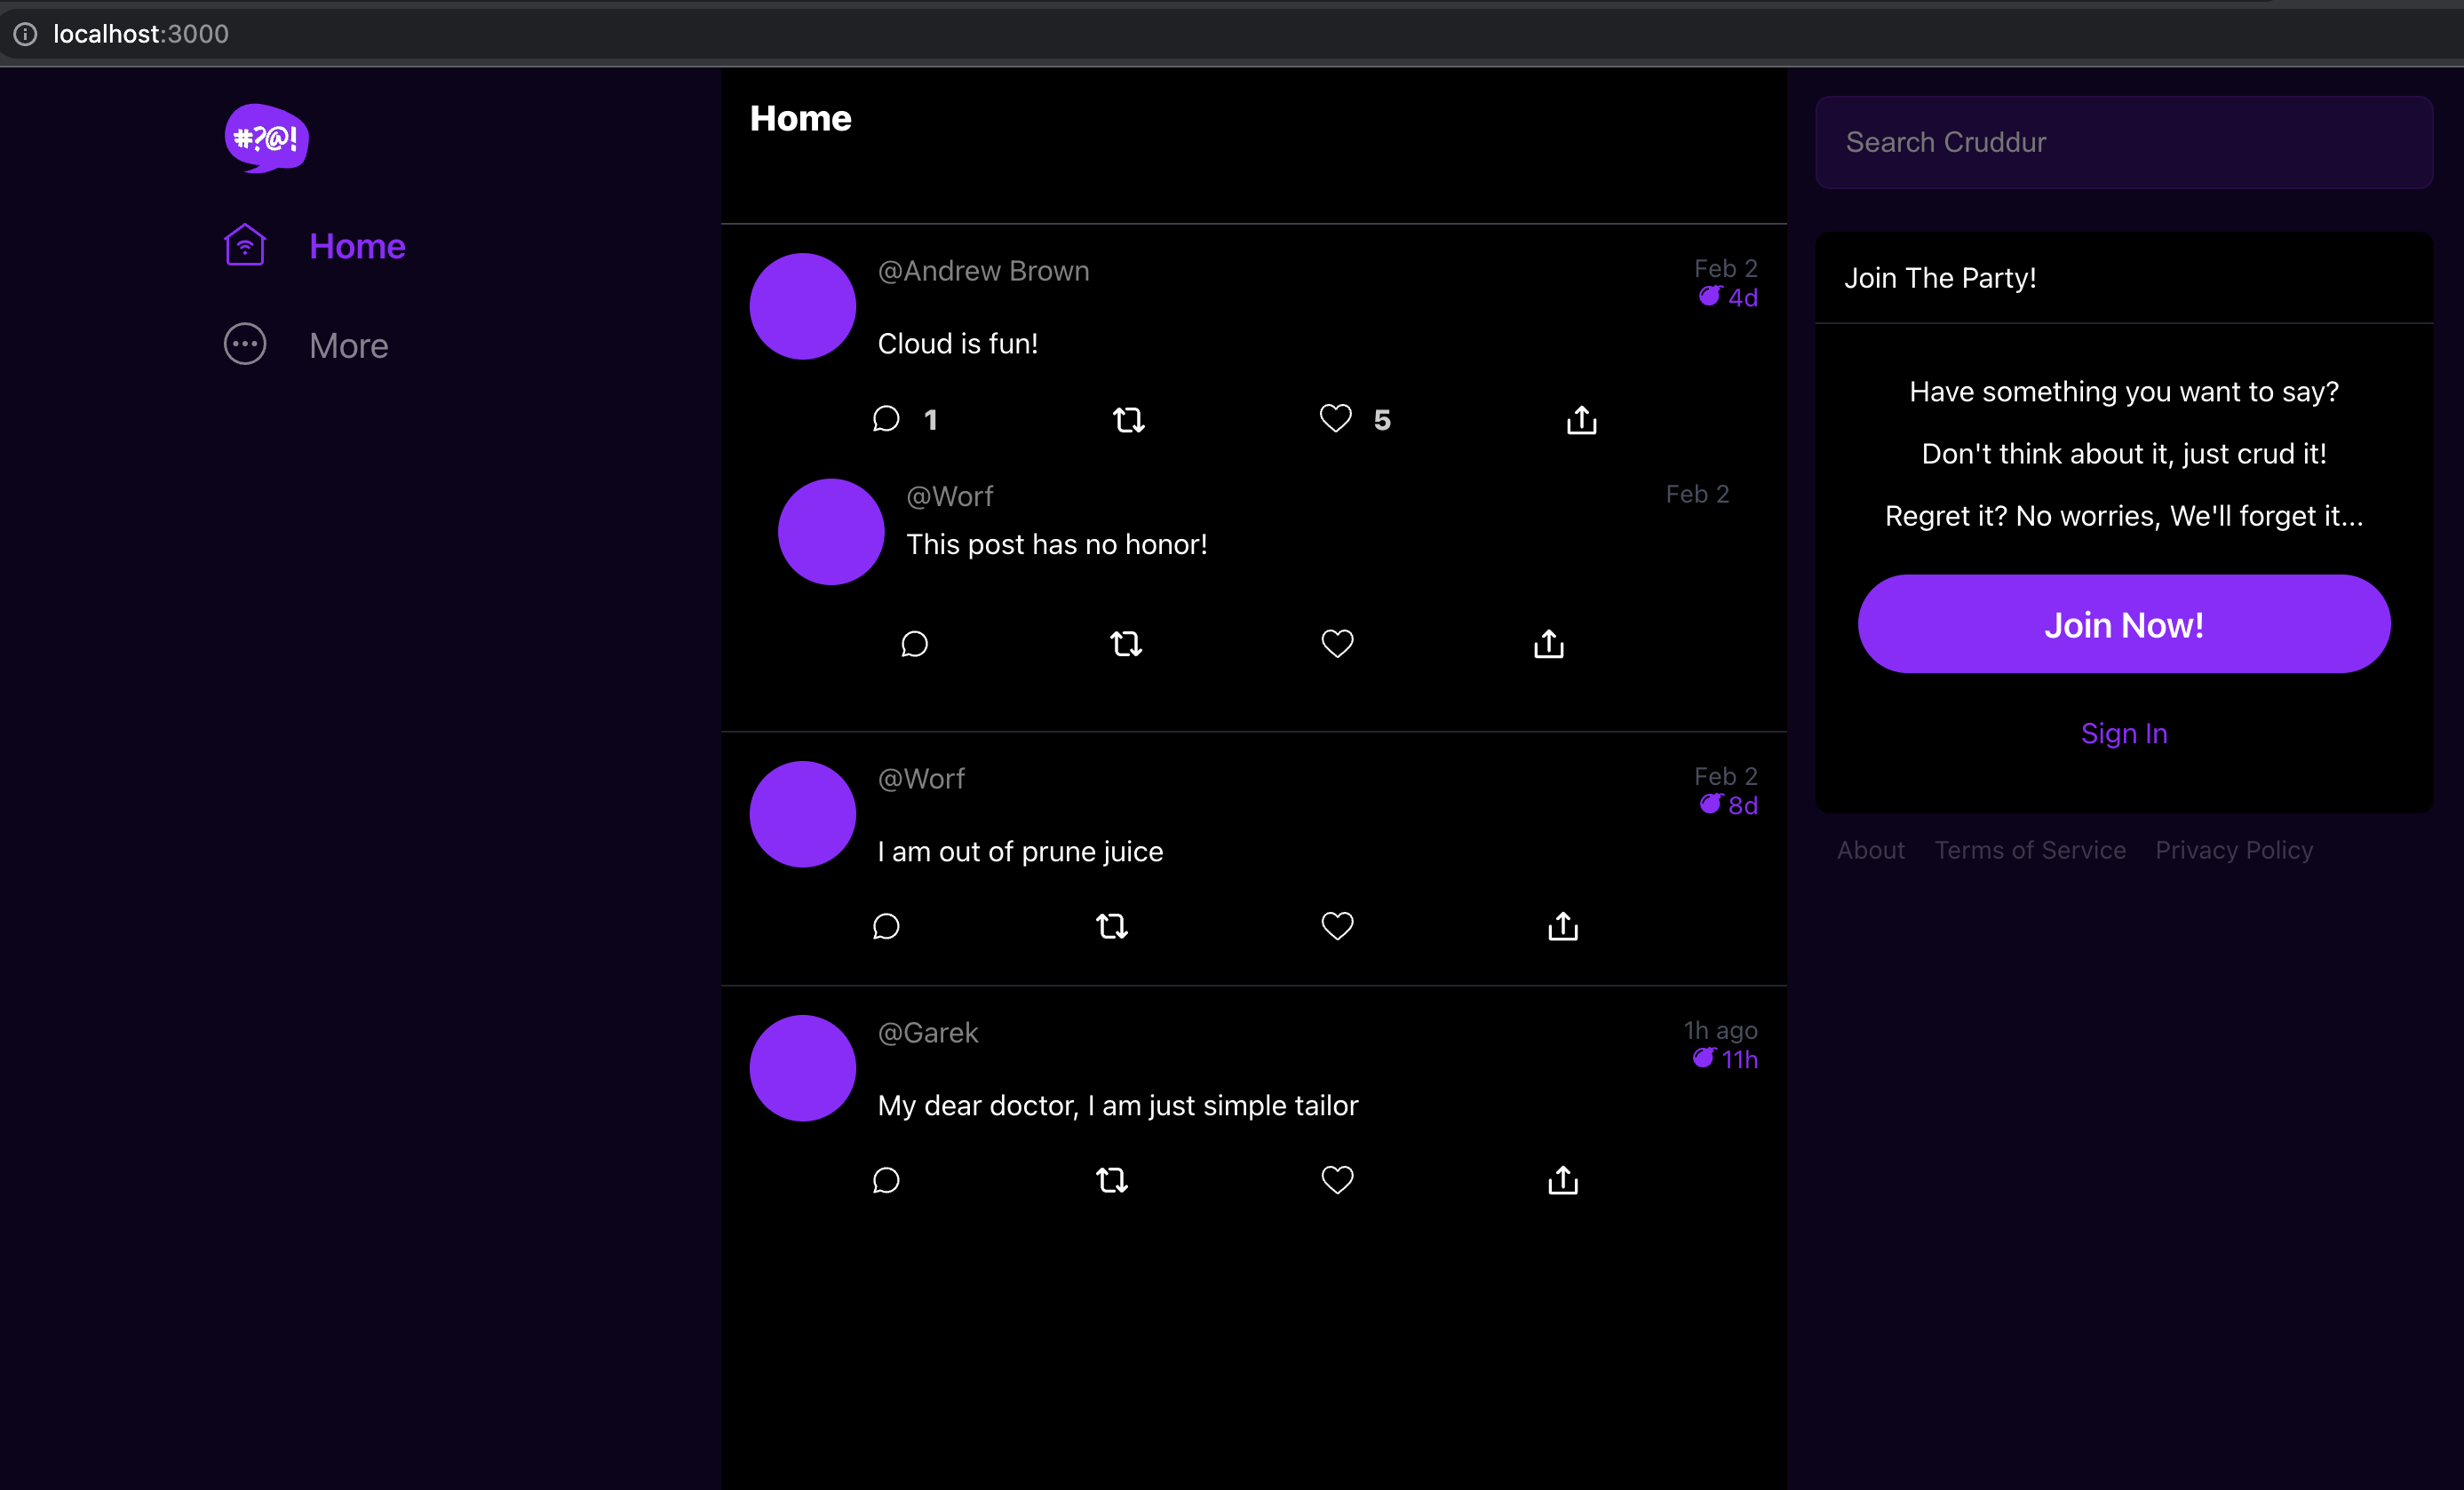 localhost:3000
#?@!
Home
More
Home
@Andrew Brown
Feb 2
4d
Cloud is fun!
1
5
@Worf
Feb 2
This post has no honor!
@Worf
Feb 2
8d
I am out of prune juice
@Garek
1h ago
11h
My dear doctor, I am just simple tailor
Search Cruddur
Join The Party!
Have something you want to say?
Don't think about it, just crud it!
Regret it? No worries, We'll forget it...
Join Now!
Sign In
About Terms of Service Privacy Policy